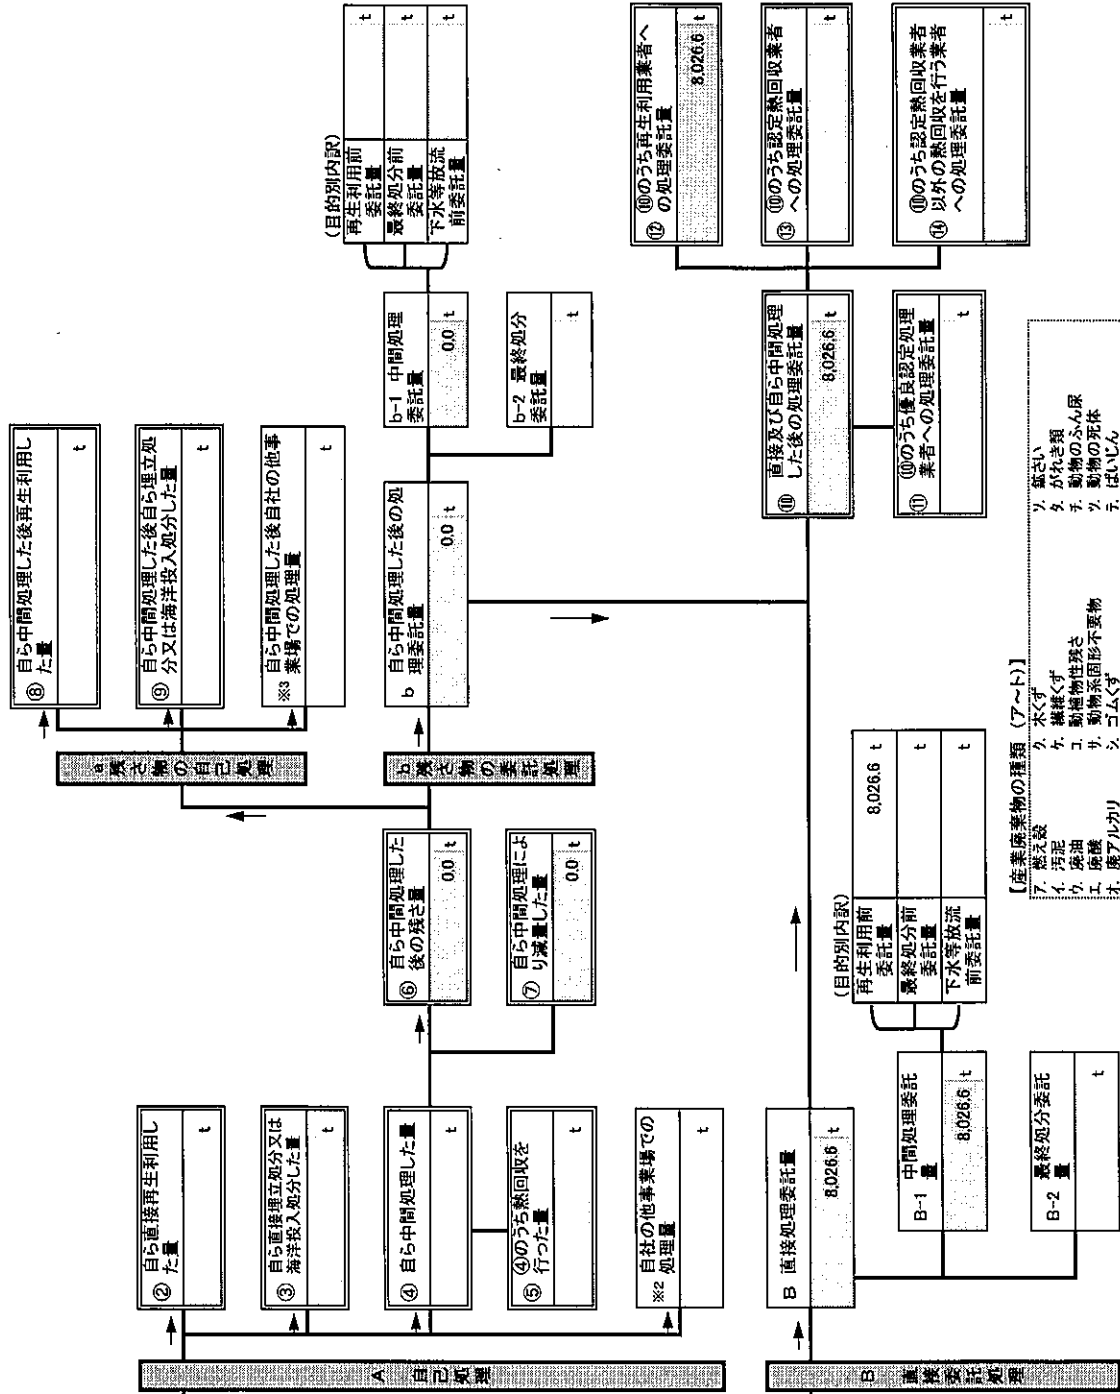 A 自己処理
② 自ら直接再生利用し
た量
t
③ 自ら直接埋立処分又は
海洋投入処分した量
t
④ 自ら中間処理した量
t
⑤ ④のうち熱回収を
行った量
t
※2 自社の他事業場での
処理量
t
⑥ 自ら中間処理した
後の残さ量
0.0 t
⑦ 自ら中間処理によ
り減量した量
0.0 t
a 残さ物の自己処理
⑧ 自ら中間処理した後再生利用し
た量
t
⑨ 自ら中間処理した後自ら埋立処
分又は海洋投入処分した量
t
※3 自ら中間処理した後自社の他事
業場での処理量
t
b 残さ物の委託処理
b 自ら中間処理した後の処
理委託量
0.0 t
b-1 中間処理
委託量
0.0 t
b-2 最終処分
委託量
t
(目的別内訳)
再生利用前
委託量
t
最終処分前
委託量
t
下水等放流
前委託量
t
B 直接委託処理
B 直接処理委託量
8,026.6 t
B-1 中間処理委託
量
8,026.6 t
B-2 最終処分委託
量
t
(目的別内訳)
再生利用前
委託量
8,026.6 t
最終処分前
委託量
t
下水等放流
前委託量
t
⑩ 直接及び自ら中間処理
した後の処理委託量
8,026.6 t
⑪ ⑩のうち優良認定処理
業者への処理委託量
t
⑫ ⑩のうち再生利用業者へ
の処理委託量
8,026.6 t
⑬ ⑩のうち認定熱回収業者
への処理委託量
t
⑭ ⑩のうち認定熱回収業者
以外の熱回収を行う業者
への処理委託量
t
【産業廃棄物の種類 (ア～ト)】
ア. 燃え殻 ク. 木くず ソ. 鉱さい
イ. 汚泥 ケ. 繊維くず タ. がれき類
ウ. 廃油 コ. 動植物性残さ チ. 動物のふん尿
エ. 廃酸 サ. 動物系固形不要物 ツ. 動物の死体
オ. 廃アルカリ シ. ゴムくず テ. ばいじん